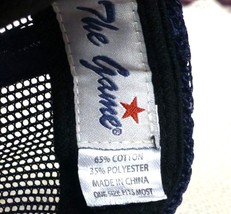 The Game®
65% COTTON
35% POLYESTER
MADE IN CHINA
ONE SIZE FITS MOST